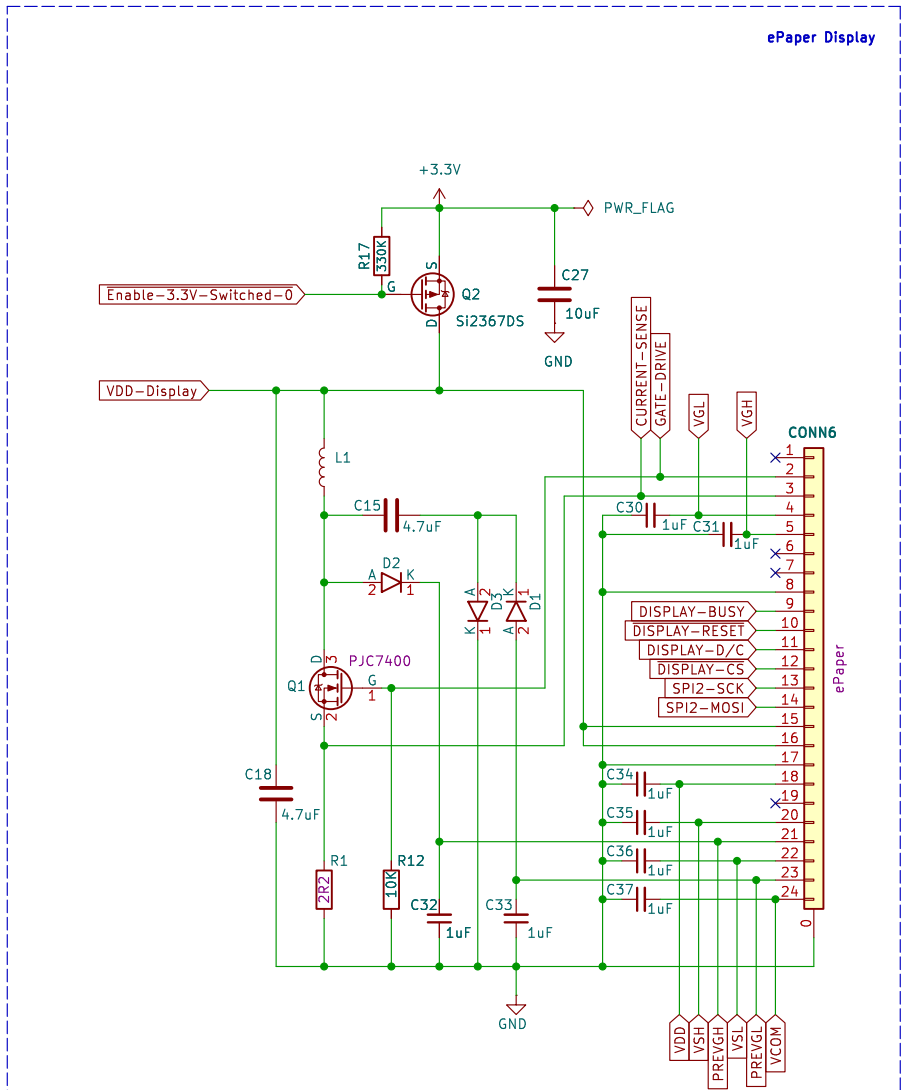 ePaper Display
+3.3V
PWR_FLAG
R17
330K
S
C27
Enable-3.3V-Switched-0
G
Q2
10uF
Si2367DS
D
GND
VDD-Display
CURRENT-SENSE
GATE-DRIVE
VGL
VGH
CONN6
L1
1
2
3
C15
4.7uF
C30
1uF
4
C31
1uF
5
6
7
D2
A
K
2
1
8
A
2
D3
K
1
K
1
D1
A
2
DISPLAY-BUSY
9
DISPLAY-RESET
10
DISPLAY-D/C
11
DISPLAY-CS
12
SPI2-SCK
13
SPI2-MOSI
14
ePaper
D
3
PJC7400
Q1
G
1
S
2
15
16
17
C18
4.7uF
C34
1uF
18
19
C35
1uF
20
21
C36
1uF
22
23
C37
1uF
24
R1
2R2
R12
10K
C32
1uF
C33
1uF
0
GND
VDD
VSH
PREVGH
VSL
PREVGL
VCOM